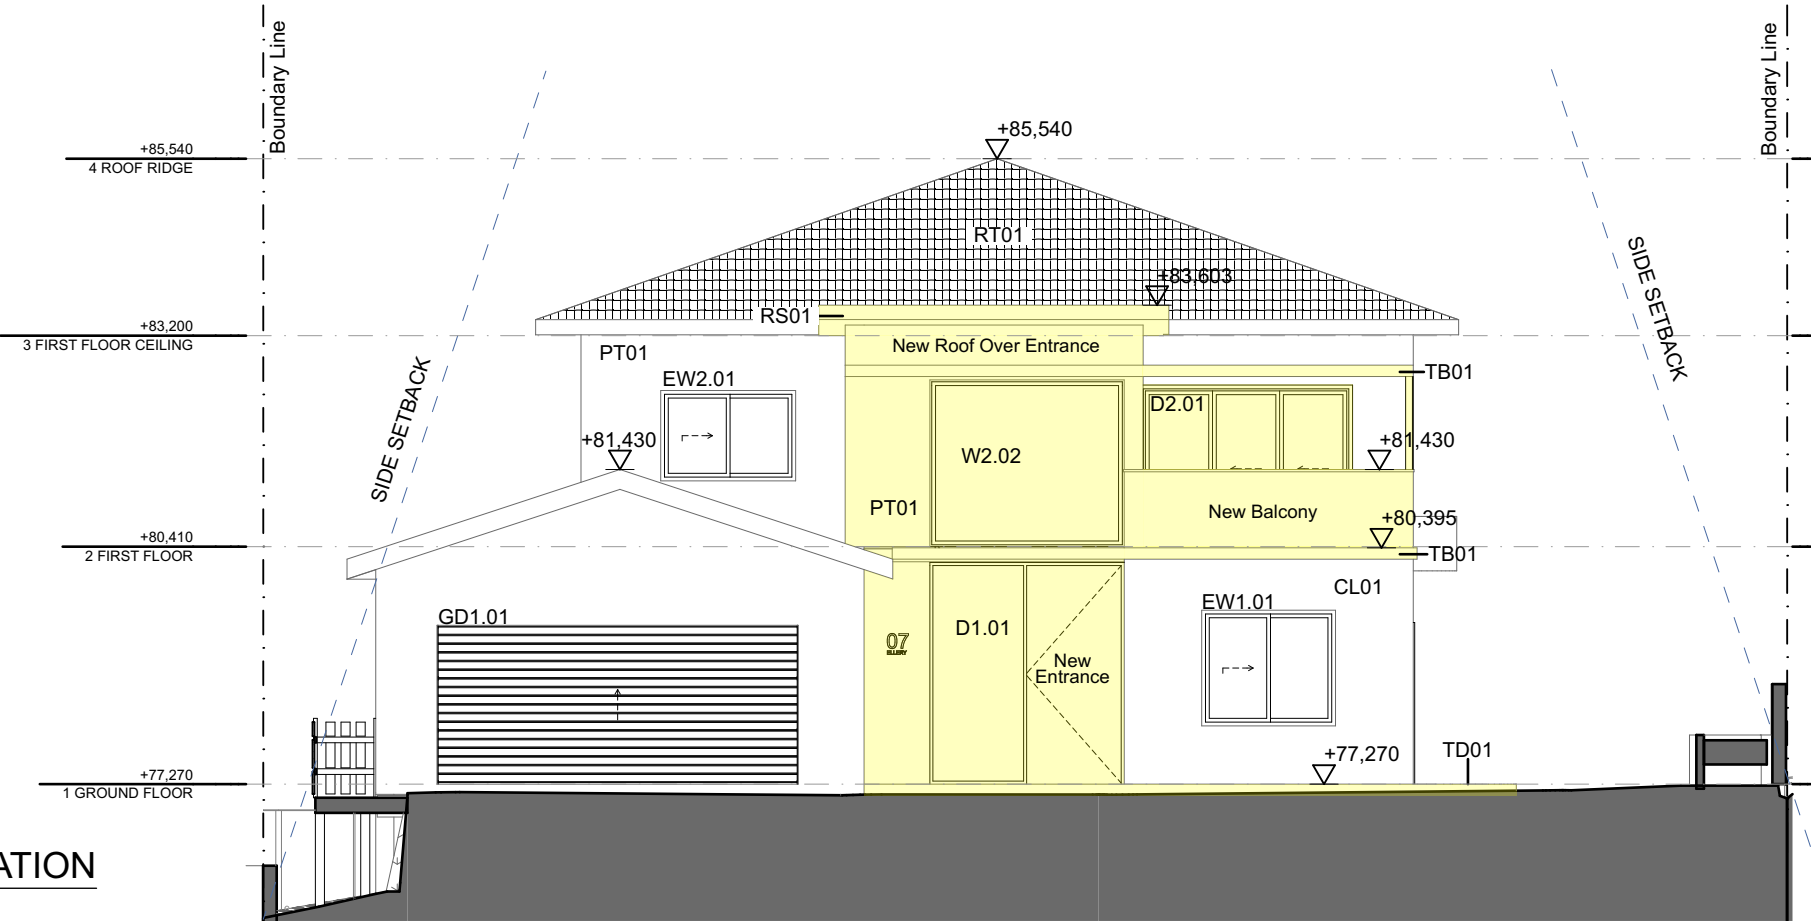 Boundary Line
Boundary Line
+85,540
+85,540
4 ROOF RIDGE
RT01
SIDE SETBACK
+83,603
RS01
+83,200
3 FIRST FLOOR CEILING
New Roof Over Entrance
PT01
TB01
EW2.01
D2.01
SIDE SETBACK
+81,430
+81,430
W2.02
PT01
New Balcony
+80,395
+80,410
2 FIRST FLOOR
TB01
CL01
EW1.01
GD1.01
D1.01
07
ELLERY
New
Entrance
+77,270
TD01
+77,270
1 GROUND FLOOR
ATION